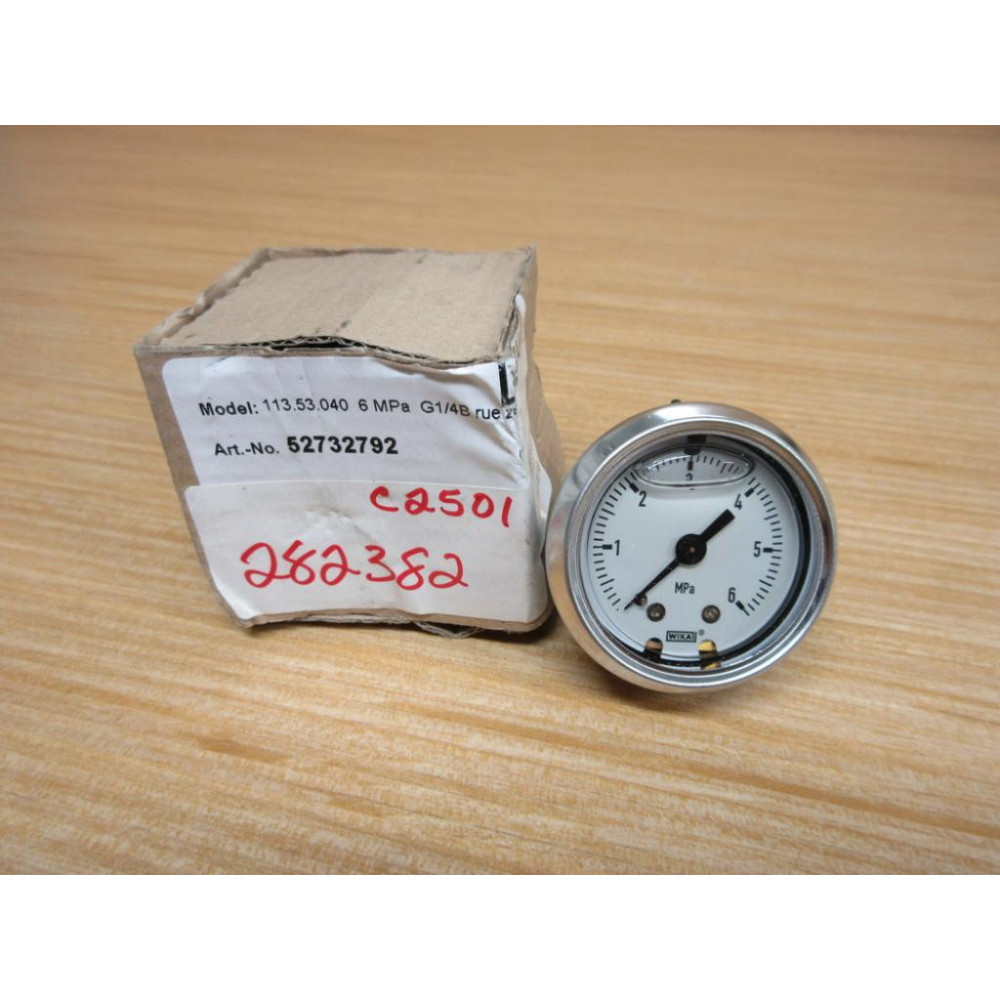 Model: 113.53.040 6 MPa G1/4B rue
Art.-No. 52732792
C2501
282382
3
2 4
1 5
MPa
6
WIKA ®